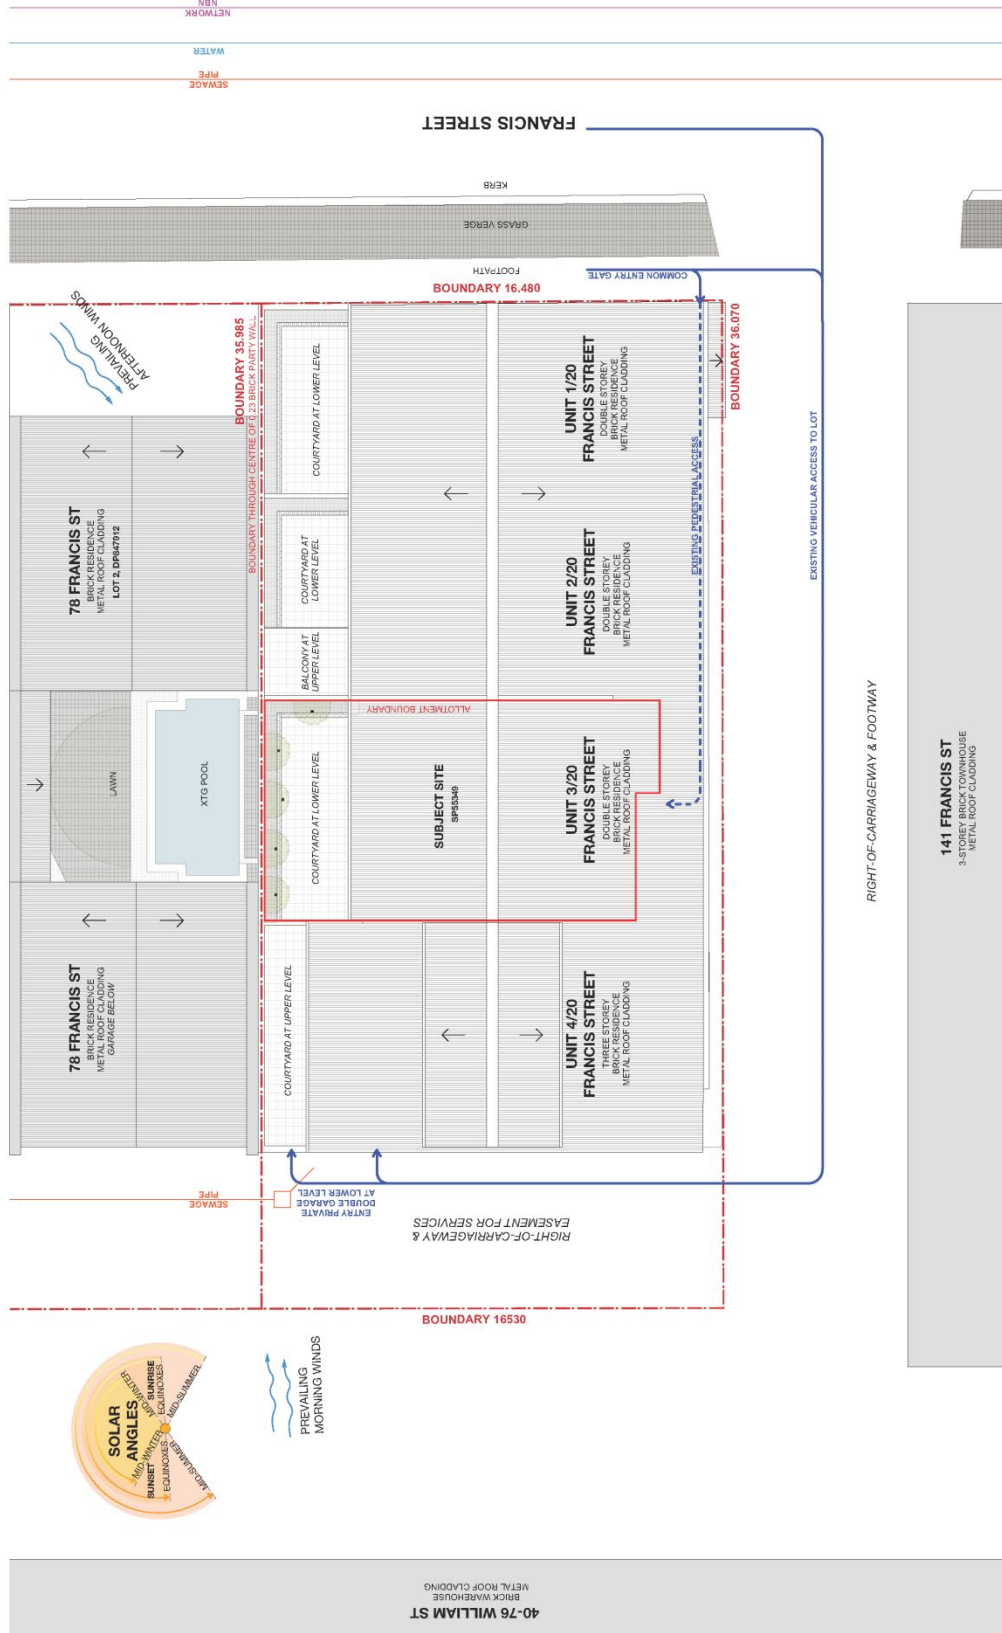 NBN
NETWORK
WATER
SEWAGE
PIPE
FRANCIS STREET
KERB
GRASS VERGE
FOOTPATH
COMMON ENTRY GATE
BOUNDARY 16.480
PREVAILING
AFTERNOON WINDS
BOUNDARY 35.985
BOUNDARY THROUGH CENTRE OF 0.23 BRICK PARTY WALL
BOUNDARY 36.070
78 FRANCIS ST
BRICK RESIDENCE
METAL ROOF CLADDING
LOT 2, DP847912
COURTYARD AT LOWER LEVEL
UNIT 1/20
FRANCIS STREET
DOUBLE STOREY
BRICK RESIDENCE
METAL ROOF CLADDING
EXISTING PEDESTRIAL ACCESS
EXISTING VEHICULAR ACCESS TO LOT
COURTYARD AT
LOWER LEVEL
UNIT 2/20
FRANCIS STREET
DOUBLE STOREY
BRICK RESIDENCE
METAL ROOF CLADDING
BALCONY AT
UPPER LEVEL
ALLOTMENT BOUNDARY
LAWN
XTG POOL
COURTYARD AT LOWER LEVEL
SUBJECT SITE
SP55349
UNIT 3/20
FRANCIS STREET
DOUBLE STOREY
BRICK RESIDENCE
METAL ROOF CLADDING
RIGHT-OF-CARRIAGEWAY & FOOTWAY
141 FRANCIS ST
3-STOREY BRICK TOWNHOUSE
METAL ROOF CLADDING
78 FRANCIS ST
BRICK RESIDENCE
METAL ROOF CLADDING
GARAGE BELOW
COURTYARD AT UPPER LEVEL
UNIT 4/20
FRANCIS STREET
THREE STOREY
BRICK RESIDENCE
METAL ROOF CLADDING
SEWAGE
PIPE
ENTRY PRIVATE
DOUBLE GARAGE
AT LOWER LEVEL
RIGHT-OF-CARRIAGEWAY &
EASEMENT FOR SERVICES
BOUNDARY 16530
SOLAR
ANGLES
MID-WINTER
SUNRISE
EQUINOXES
MID-SUMMER
MID-WINTER
SUNSET
EQUINOXES
MID-SUMMER
PREVAILING
MORNING WINDS
40-76 WILLIAM ST
BRICK WAREHOUSE
METAL ROOF CLADDING